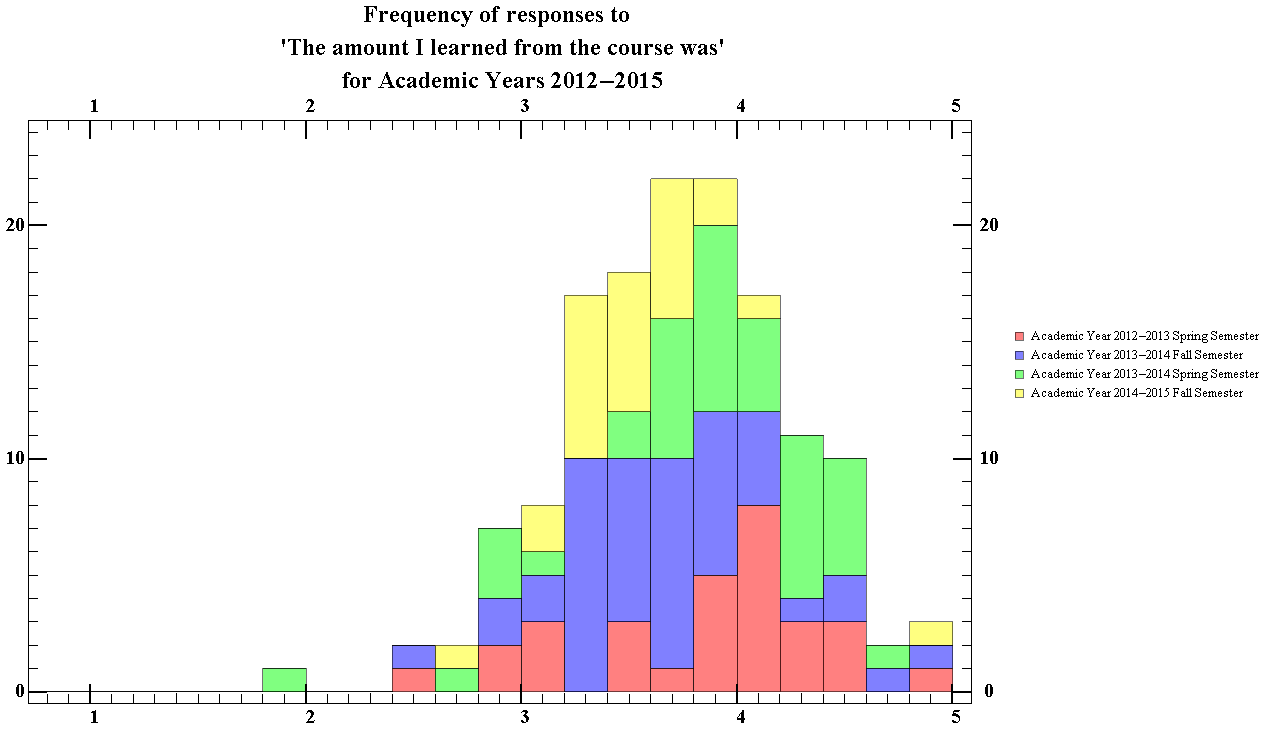 Frequency of responses to
'The amount I learned from the course was'
for Academic Years 2012−2015
1 2 3 4 5
20 20
Academic Year 2012−2013 Spring Semester
Academic Year 2013−2014 Fall Semester
Academic Year 2013−2014 Spring Semester
Academic Year 2014−2015 Fall Semester
10 10
0 0
1 2 3 4 5